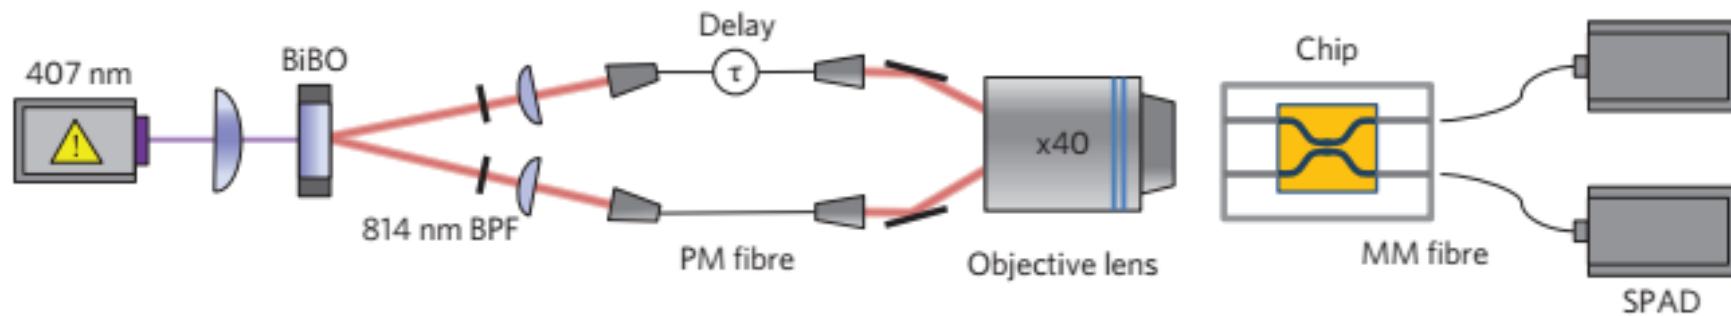 407 nm
!
BiBO
814 nm BPF
Delay
τ
PM fibre
x40
Objective lens
Chip
MM fibre
SPAD